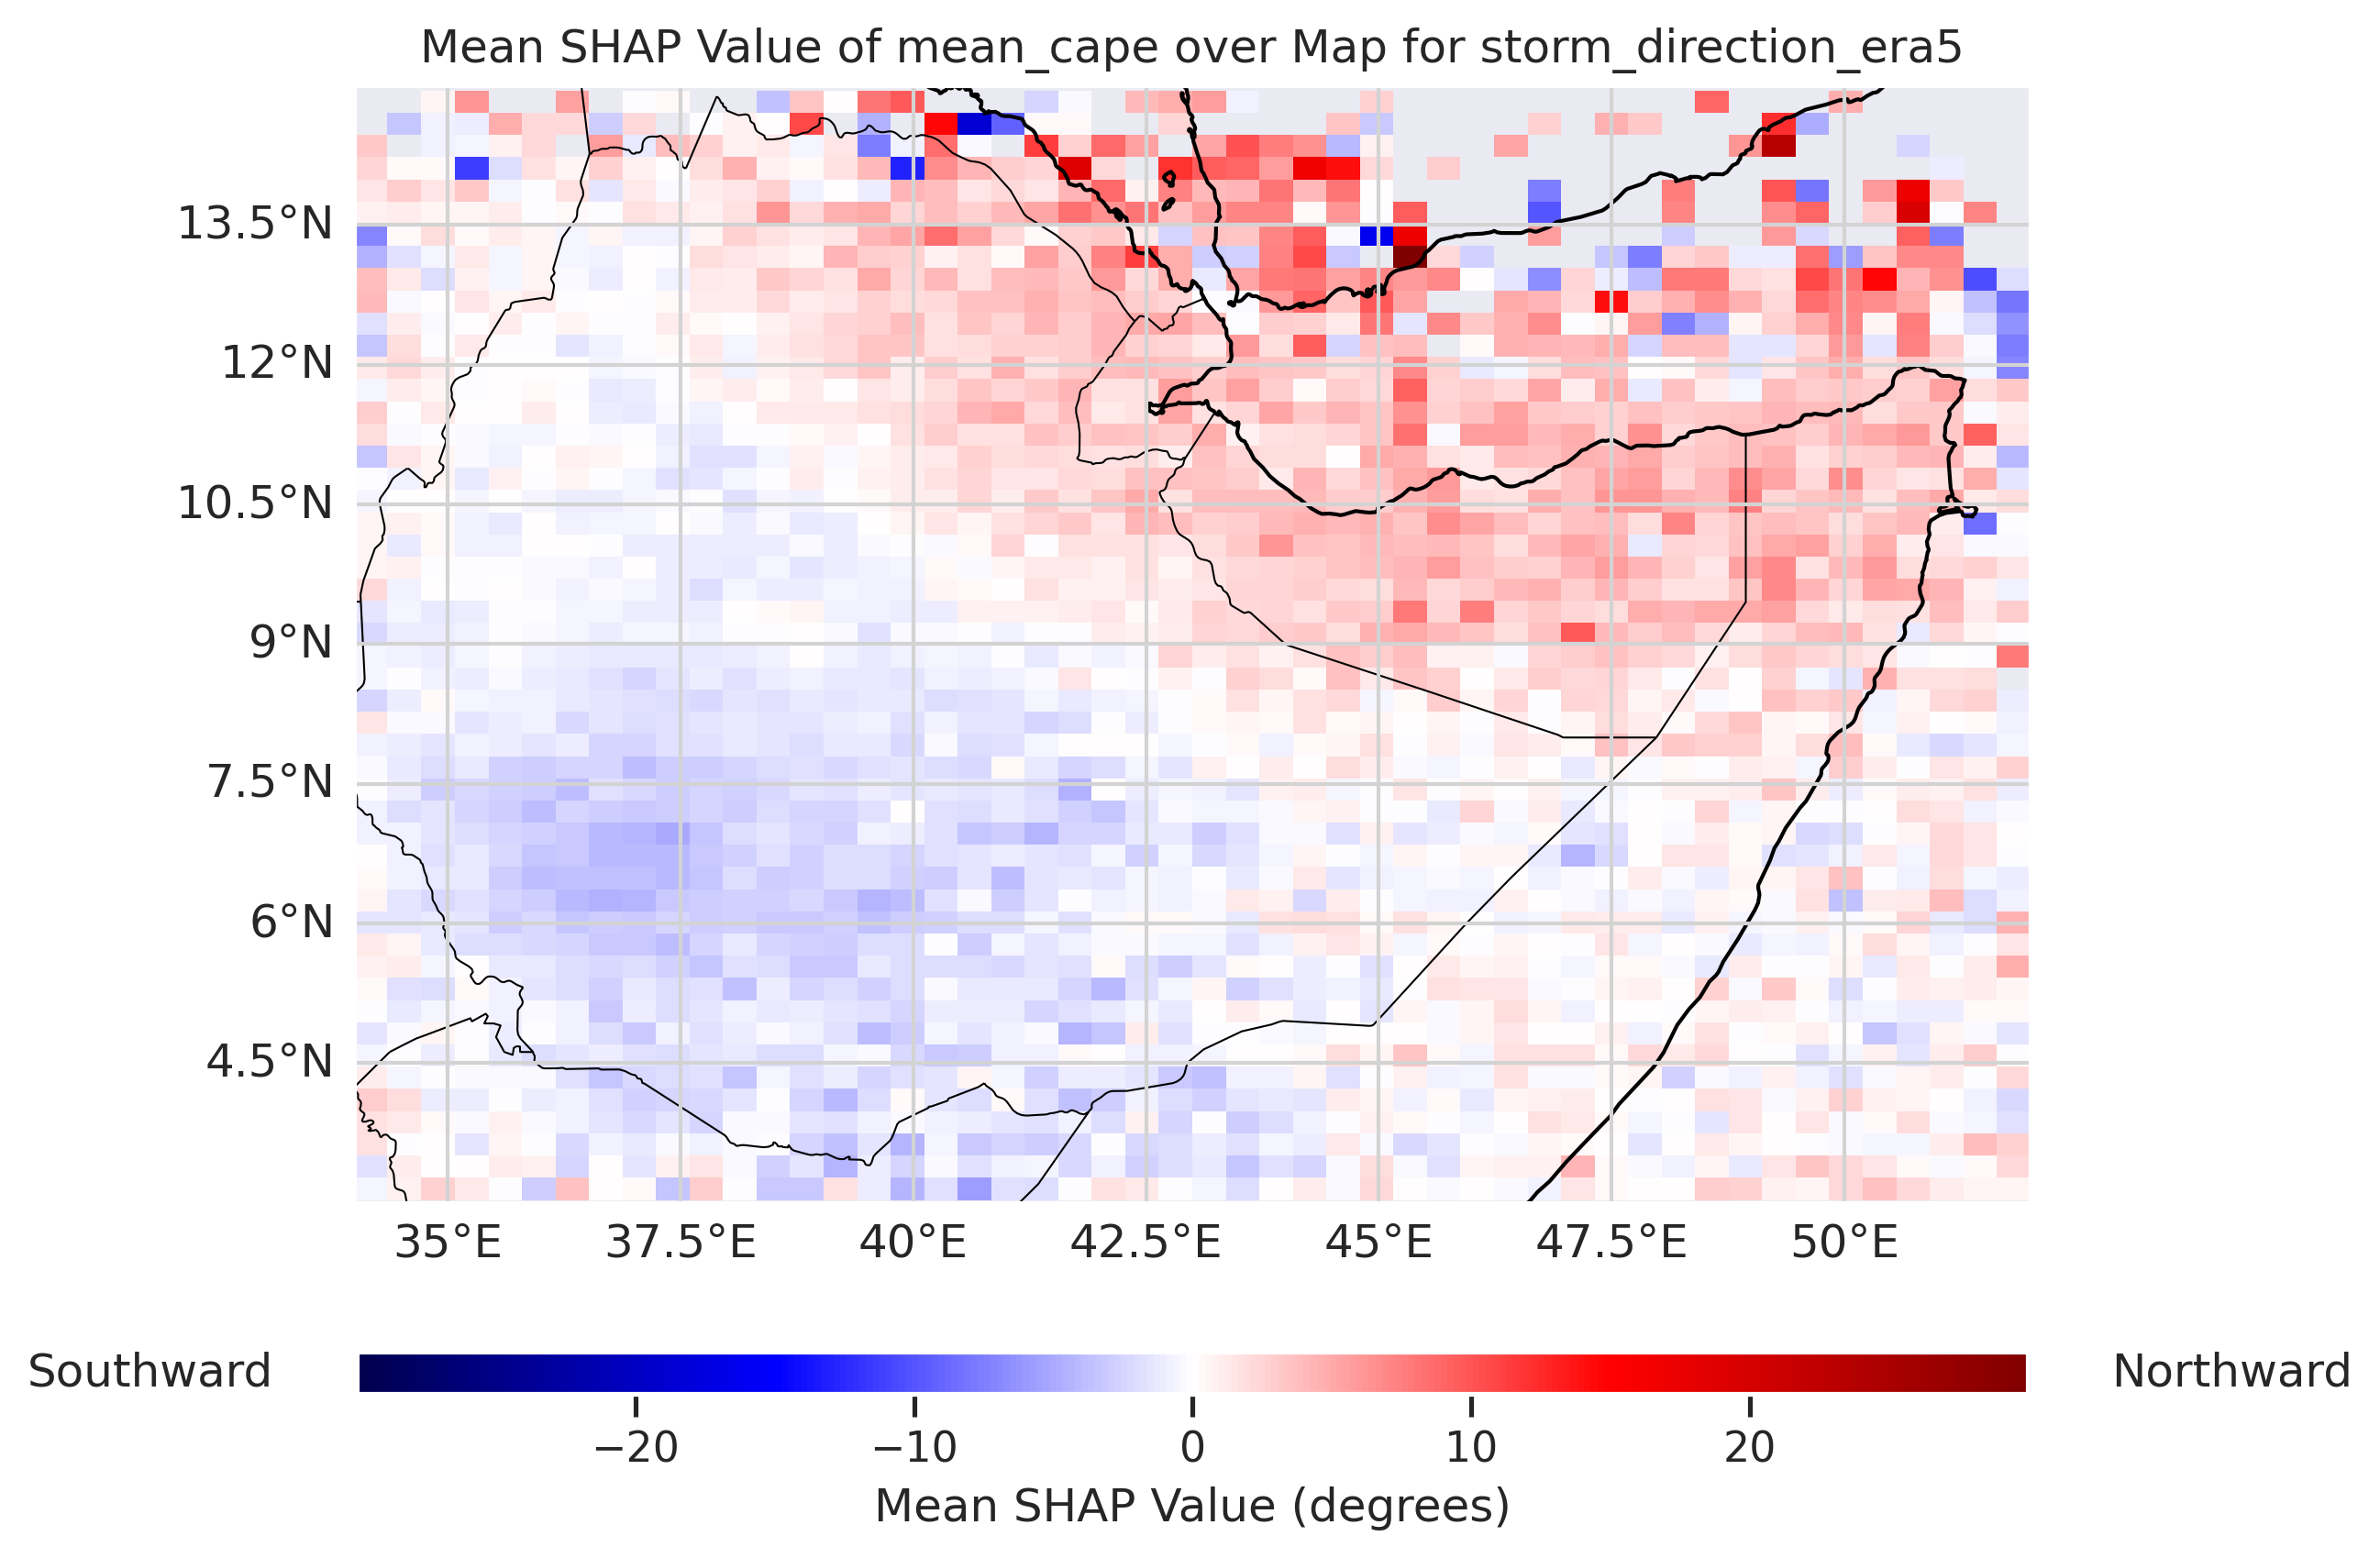 Mean SHAP Value of mean_cape over Map for storm_direction_era5
13.5°N
12°N
10.5°N
9°N
7.5°N
6°N
4.5°N
35°E 37.5°E 40°E 42.5°E 45°E 47.5°E 50°E
Southward Northward
−20 −10 0 10 20
Mean SHAP Value (degrees)